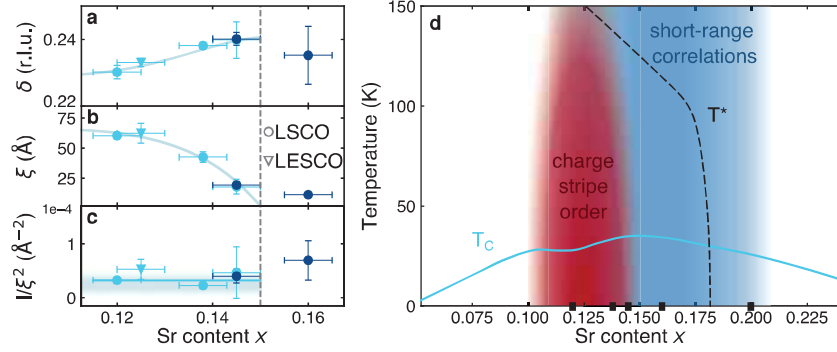 a
δ (r.l.u.)
0.24
0.22
b
ξ (Å)
75
50
25
LSCO
LESCO
c
1e-4
I/ξ² (Å⁻²)
1
0
0.12 0.14 0.16
Sr content x
d
Temperature (K)
150
100
50
0
short-range
correlations
T*
charge
stripe
order
T_C
0.075 0.100 0.125 0.150 0.175 0.200
Sr content x